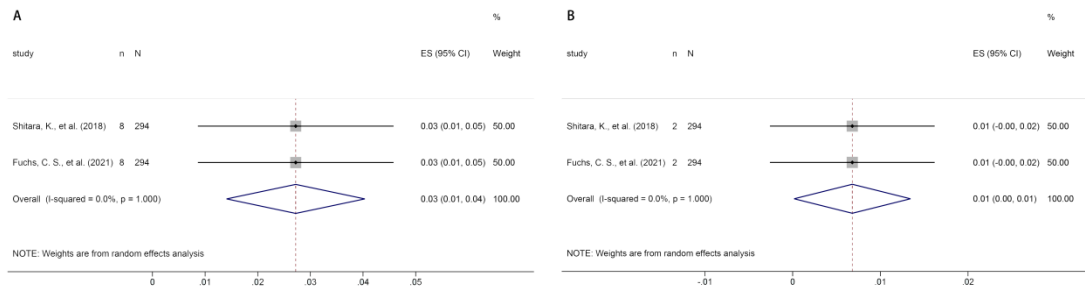 A
%
study n N ES (95% CI) Weight
Shitara, K., et al. (2018) 8 294 0.03 (0.01, 0.05) 50.00
Fuchs, C. S., et al. (2021) 8 294 0.03 (0.01, 0.05) 50.00
Overall (I-squared = 0.0%, p = 1.000) 0.03 (0.01, 0.04) 100.00
NOTE: Weights are from random effects analysis
0 .01 .02 .03 .04 .05
B
%
study n N ES (95% CI) Weight
Shitara, K., et al. (2018) 2 294 0.01 (-0.00, 0.02) 50.00
Fuchs, C. S., et al. (2021) 2 294 0.01 (-0.00, 0.02) 50.00
Overall (I-squared = 0.0%, p = 1.000) 0.01 (0.00, 0.01) 100.00
NOTE: Weights are from random effects analysis
-.01 0 .01 .02